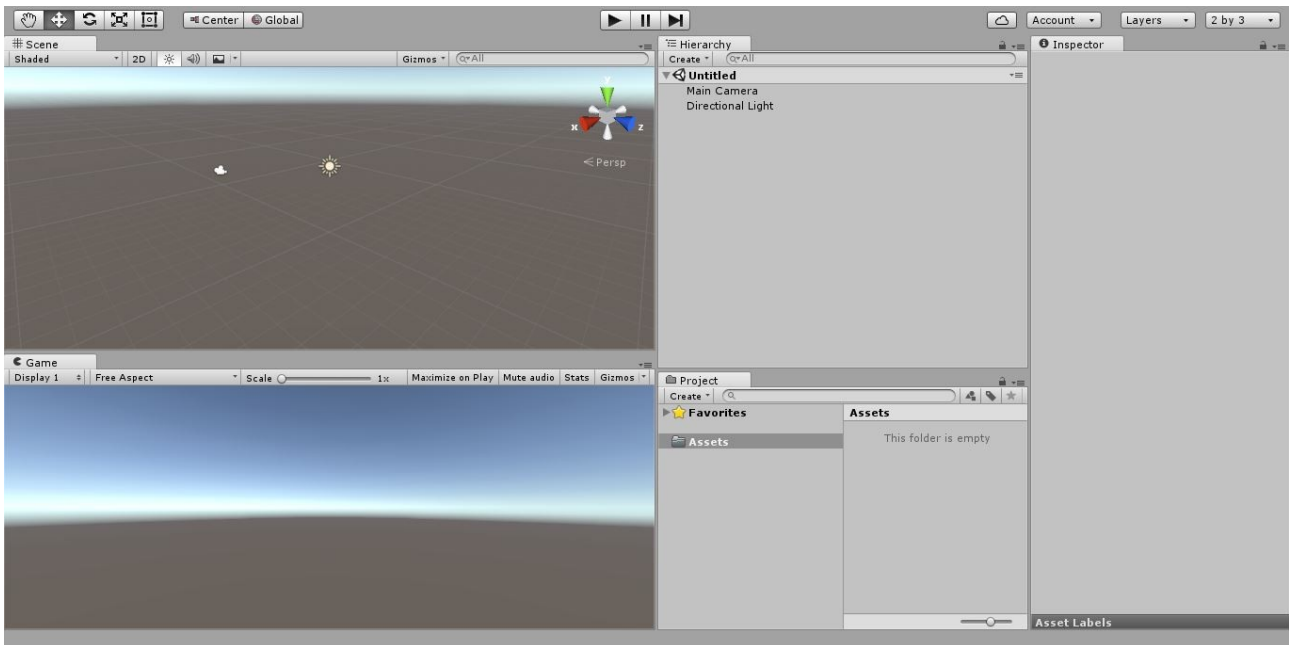 Center Global
Account Layers 2 by 3
Scene
Shaded 2D Gizmos All
y
x z
Persp
Game
Display 1 Free Aspect Scale 1x Maximize on Play Mute audio Stats Gizmos
Hierarchy
Create All
Untitled
Main Camera
Directional Light
Project
Create
Favorites
Assets
Assets
This folder is empty
Inspector
Asset Labels